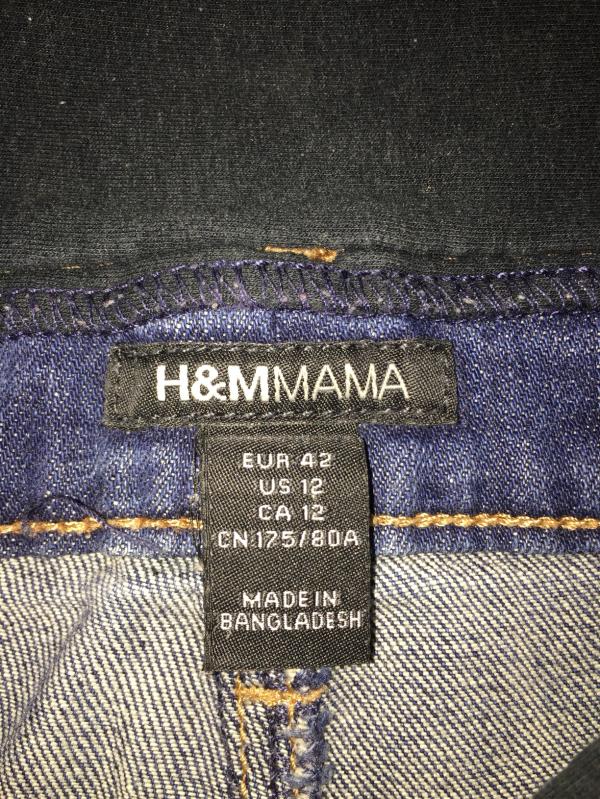 H&MMAMA
EUR 42
US 12
CA 12
CN 175/80A
MADE IN
BANGLADESH